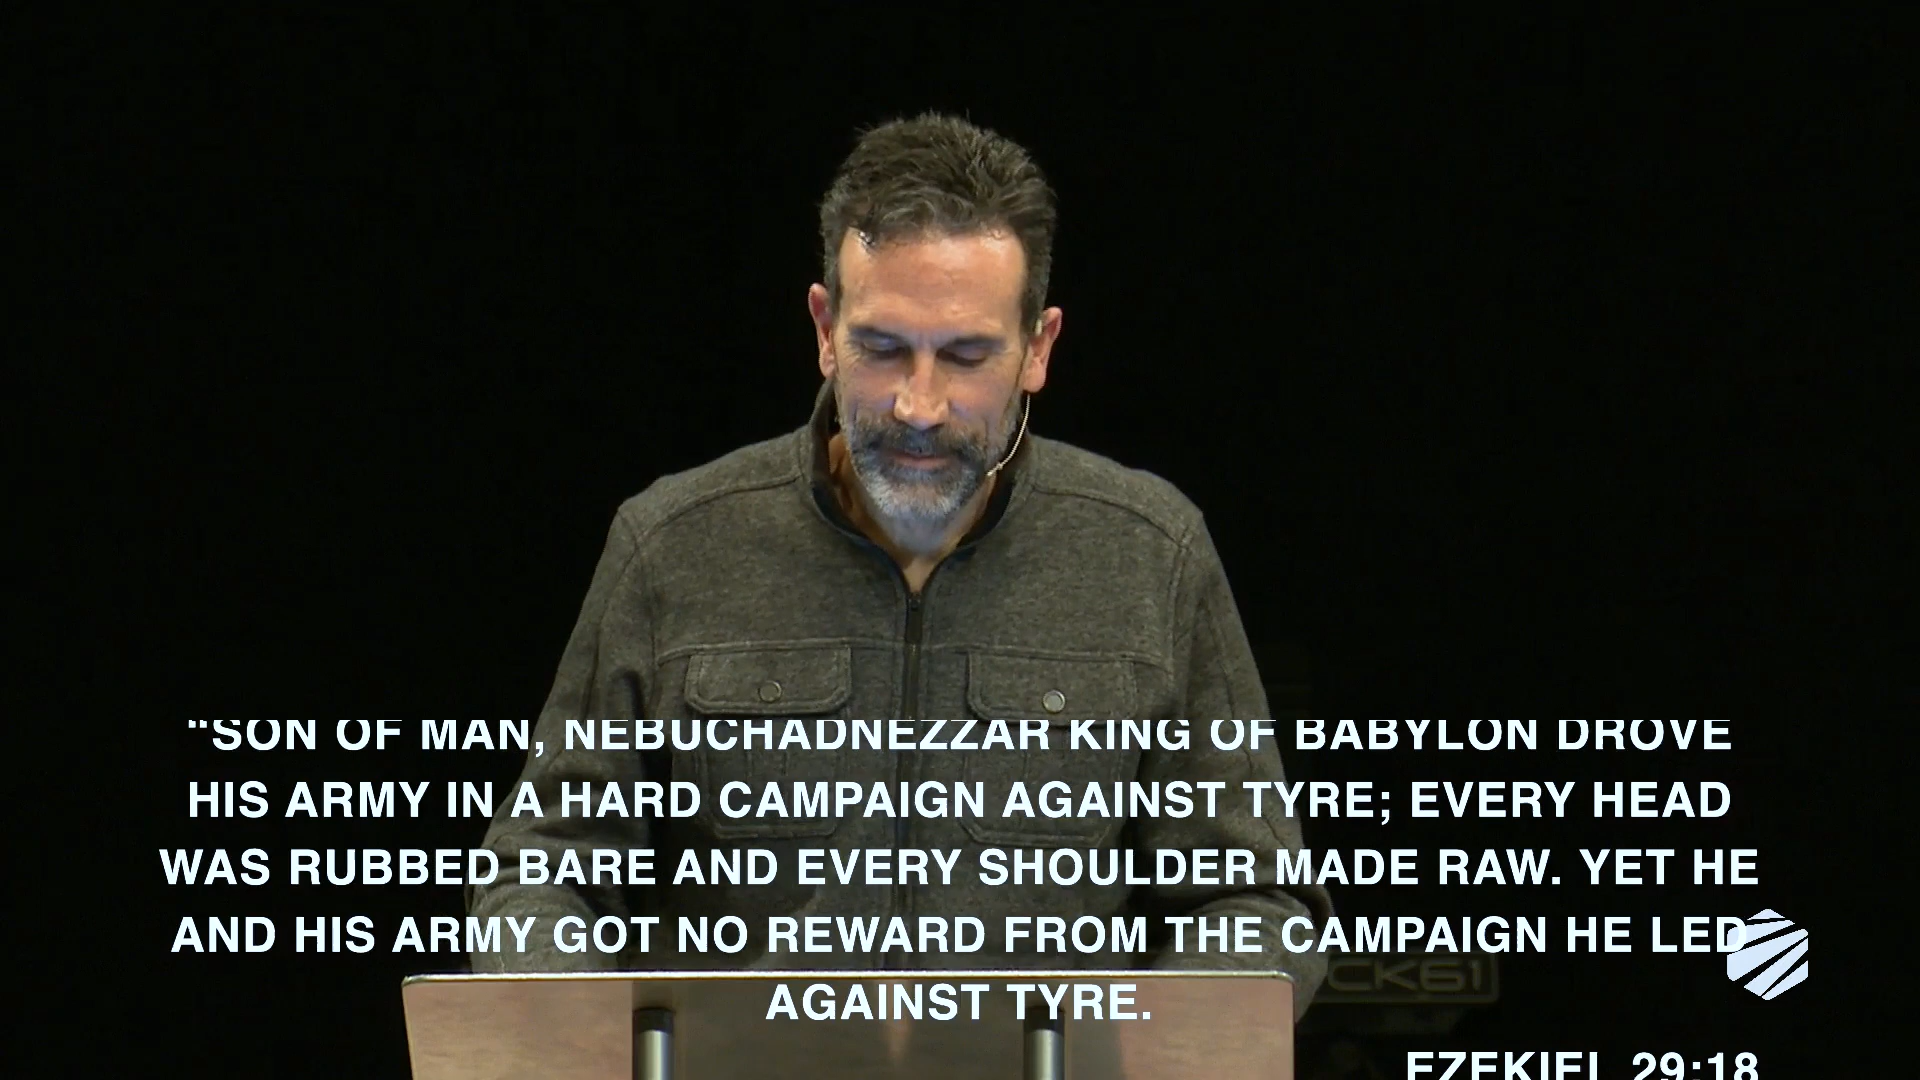 "SON OF MAN, NEBUCHADNEZZAR KING OF BABYLON DROVE
HIS ARMY IN A HARD CAMPAIGN AGAINST TYRE; EVERY HEAD
WAS RUBBED BARE AND EVERY SHOULDER MADE RAW. YET HE
AND HIS ARMY GOT NO REWARD FROM THE CAMPAIGN HE LED
AGAINST TYRE.
EZEKIEL 29:18